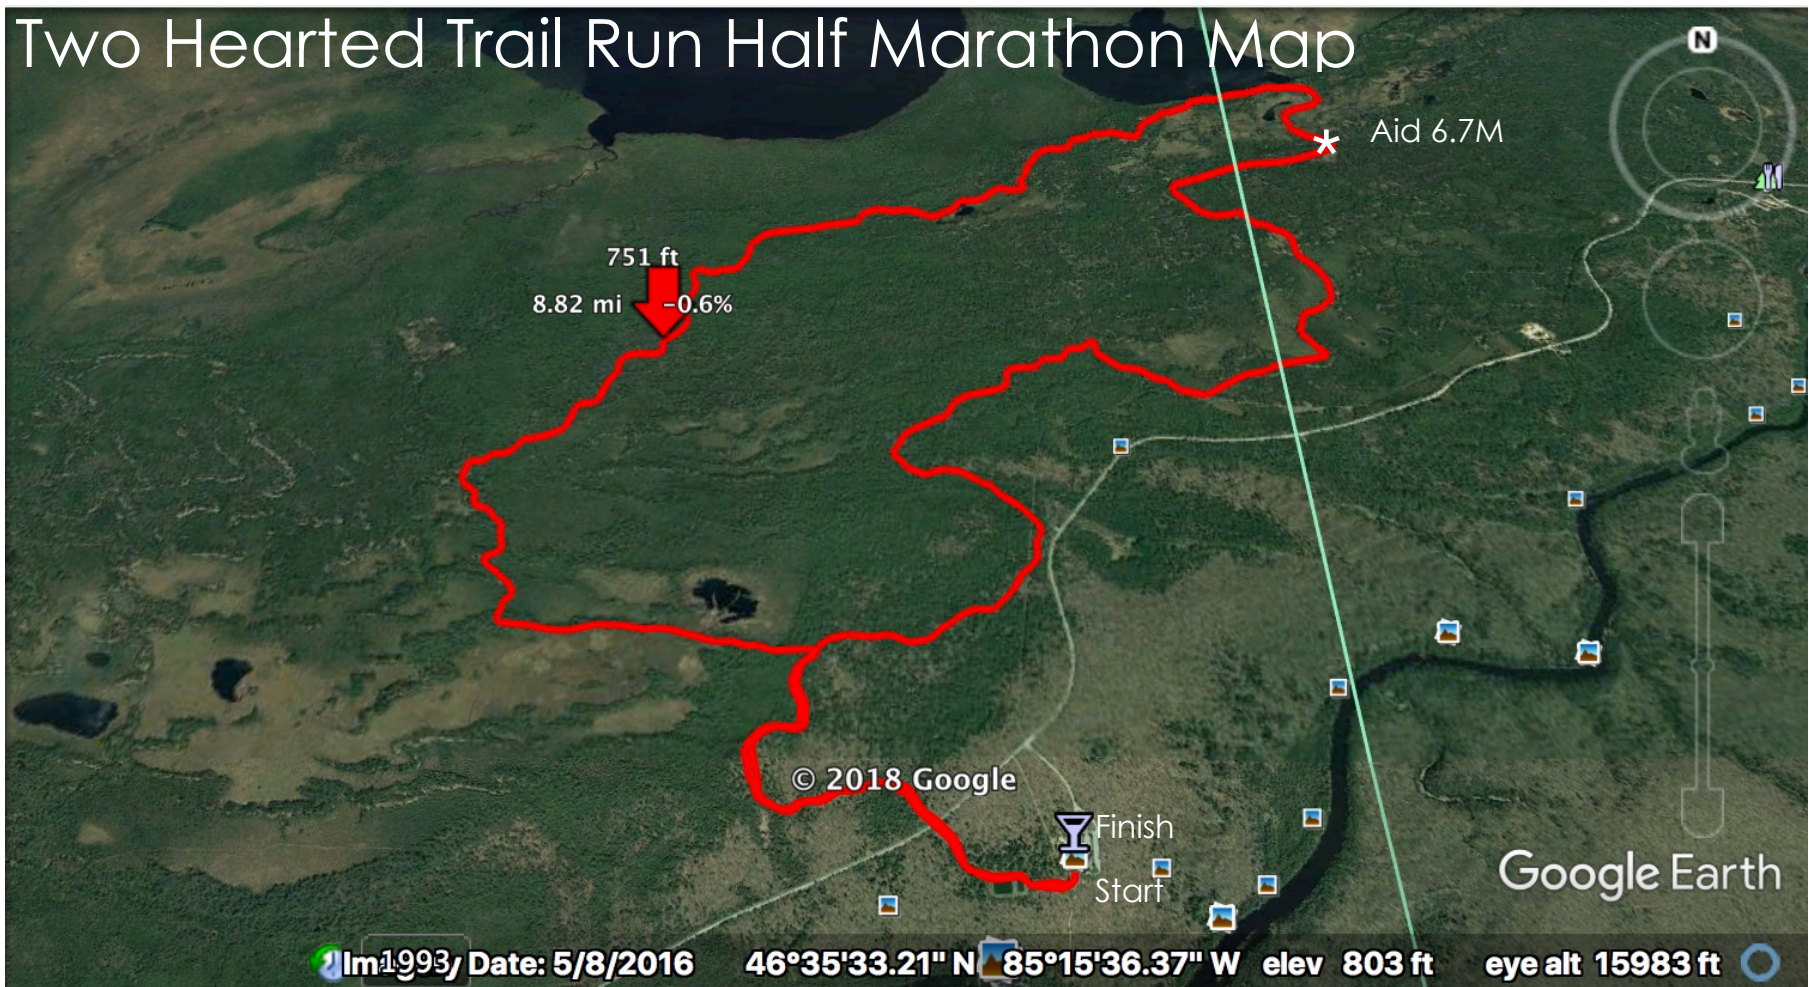 Two Hearted Trail Run Half Marathon Map
N
Aid 6.7M
*
751 ft
8.82 mi -0.6%
© 2018 Google
Finish
Start
Google Earth
1993
Imagery Date: 5/8/2016 46°35'33.21" N 85°15'36.37" W elev 803 ft eye alt 15983 ft